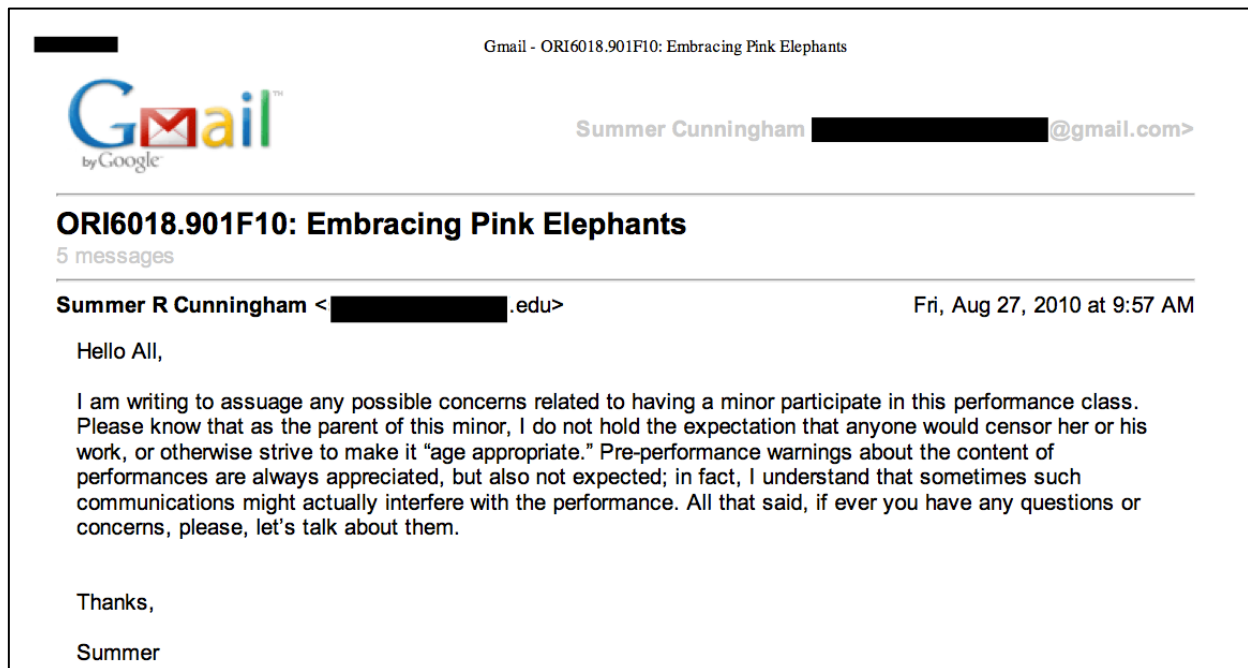 Gmail - ORI6018.901F10: Embracing Pink Elephants
Gmail™
by Google™
Summer Cunningham @gmail.com>
ORI6018.901F10: Embracing Pink Elephants
5 messages
Summer R Cunningham < .edu> Fri, Aug 27, 2010 at 9:57 AM
Hello All,
I am writing to assuage any possible concerns related to having a minor participate in this performance class.
Please know that as the parent of this minor, I do not hold the expectation that anyone would censor her or his
work, or otherwise strive to make it “age appropriate.” Pre-performance warnings about the content of
performances are always appreciated, but also not expected; in fact, I understand that sometimes such
communications might actually interfere with the performance. All that said, if ever you have any questions or
concerns, please, let’s talk about them.
Thanks,
Summer